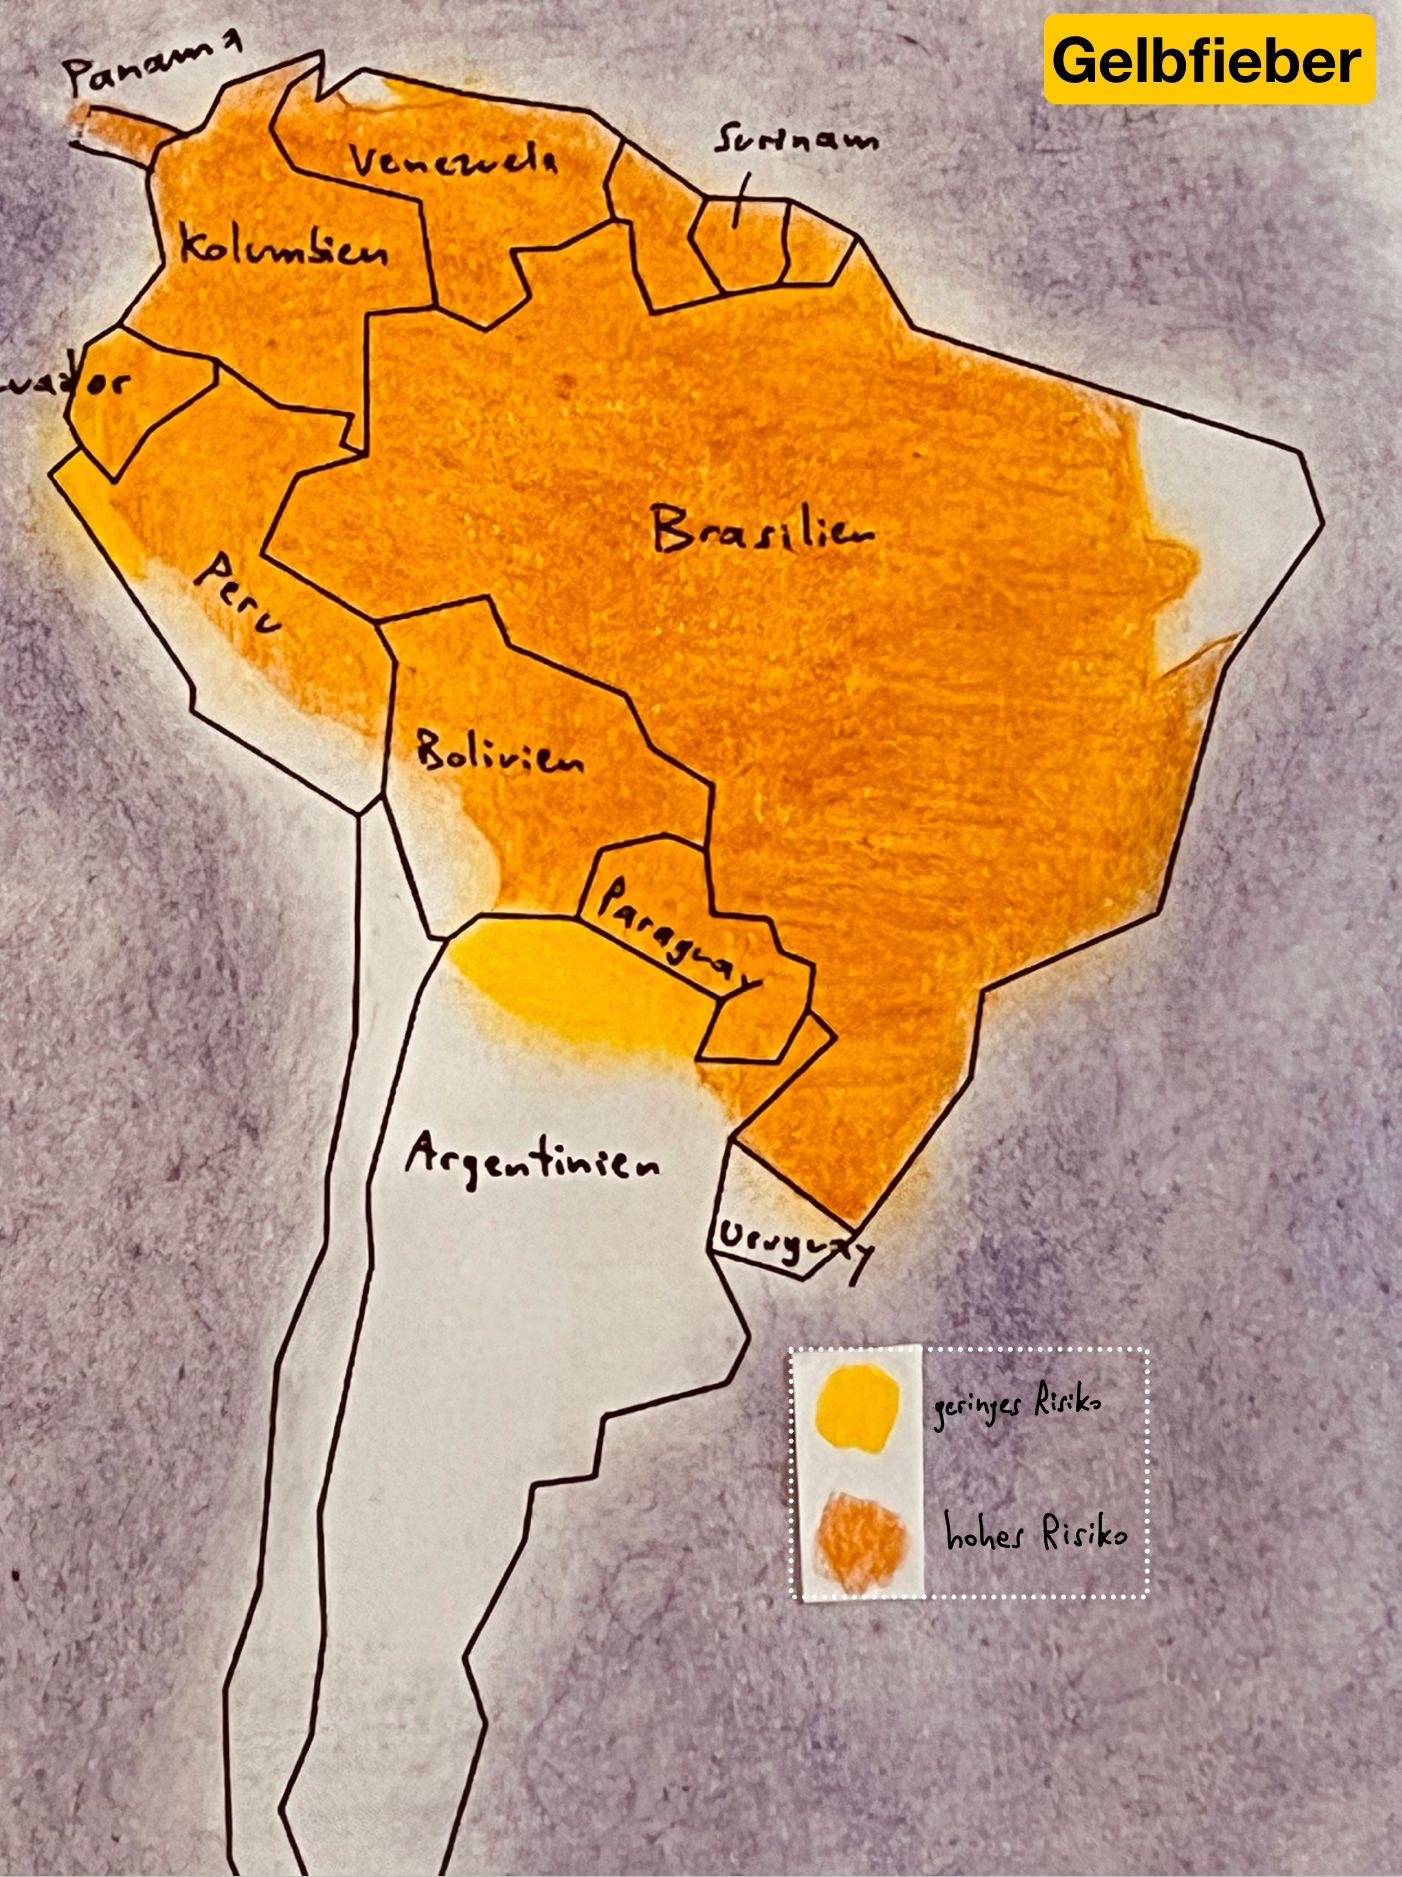 Gelbfieber
Panama
Surinam
Venezuela
Kolumbien
uador
Brasilien
Peru
Bolivien
Paraguay
Argentinien
Uruguay
geringes Risiko
hohes Risiko